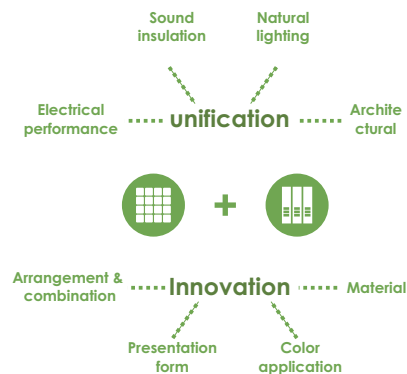 Sound
insulation
Natural
lighting
Electrical
performance
unification
Archite
ctural
+
Arrangement &
combination
Innovation
Material
Presentation
form
Color
application